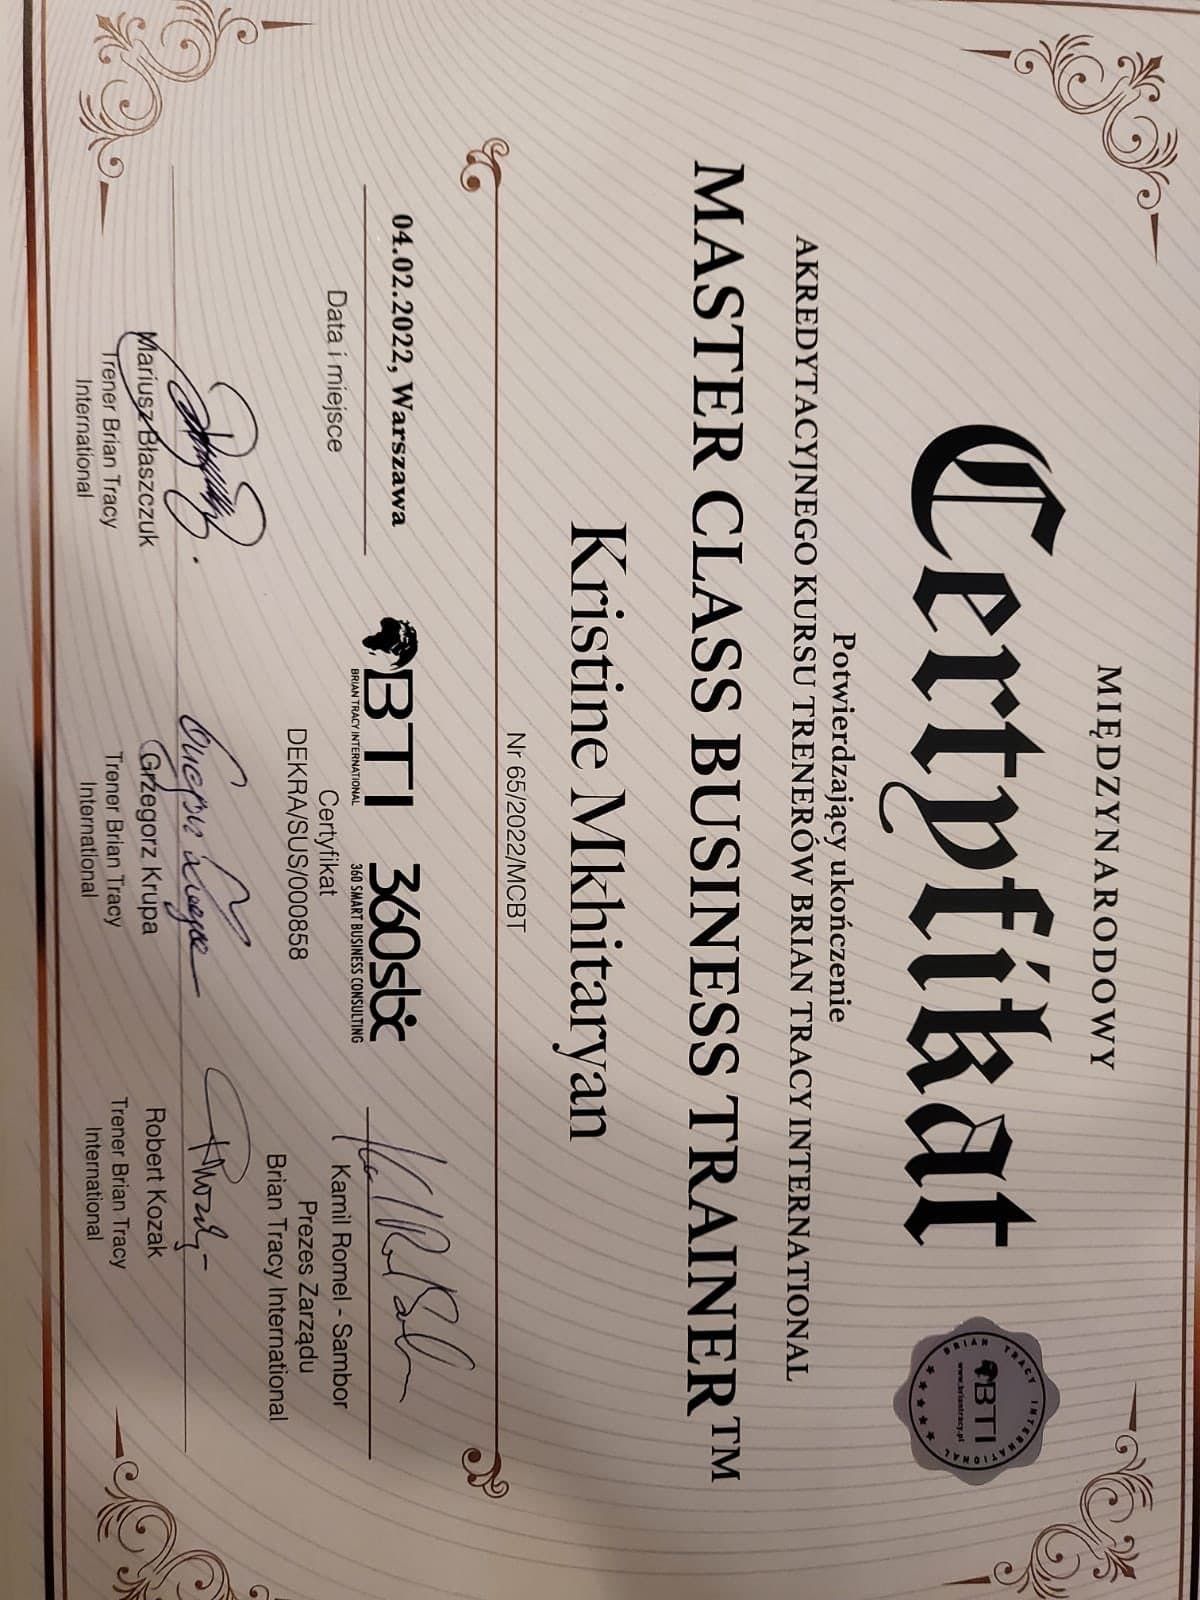 MIĘDZYNARODOWY
Certyfikat
Potwierdzający ukończenie
AKREDYTACYJNEGO KURSU TRENERÓW BRIAN TRACY INTERNATIONAL
MASTER CLASS BUSINESS TRAINER™
Kristine Mkhitaryan
Nr 65/2022/MCBT
04.02.2022, Warszawa
Data i miejsce
BTI
BRIAN TRACY INTERNATIONAL
360sbc
360 SMART BUSINESS CONSULTING
Certyfikat
DEKRA/SUS/000858
Kamil Romel - Sambor
Prezes Zarządu
Brian Tracy International
Mariusz Błaszczuk
Trener Brian Tracy
International
Grzegorz Krupa
Trener Brian Tracy
International
Robert Kozak
Trener Brian Tracy
International
BRIAN TRACY INTERNATIONAL
BTI
www.briantracy.pl